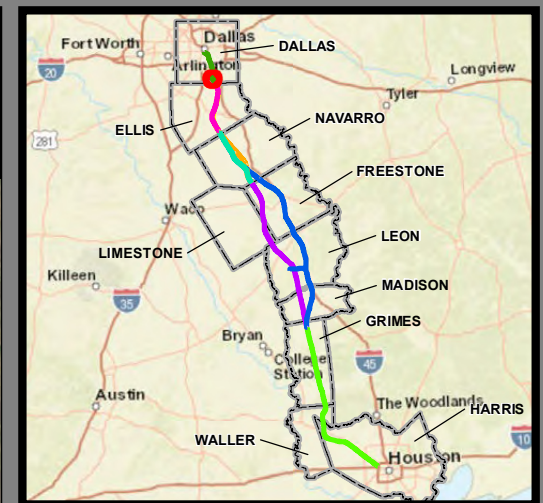 Dallas
Fort Worth
DALLAS
Arlington
20
Longview
Tyler
NAVARRO
ELLIS
281
FREESTONE
Waco
LEON
LIMESTONE
Killeen
MADISON
35
GRIMES
Bryan
College
Station
45
Austin
The Woodlands
HARRIS
WALLER
10
Houston